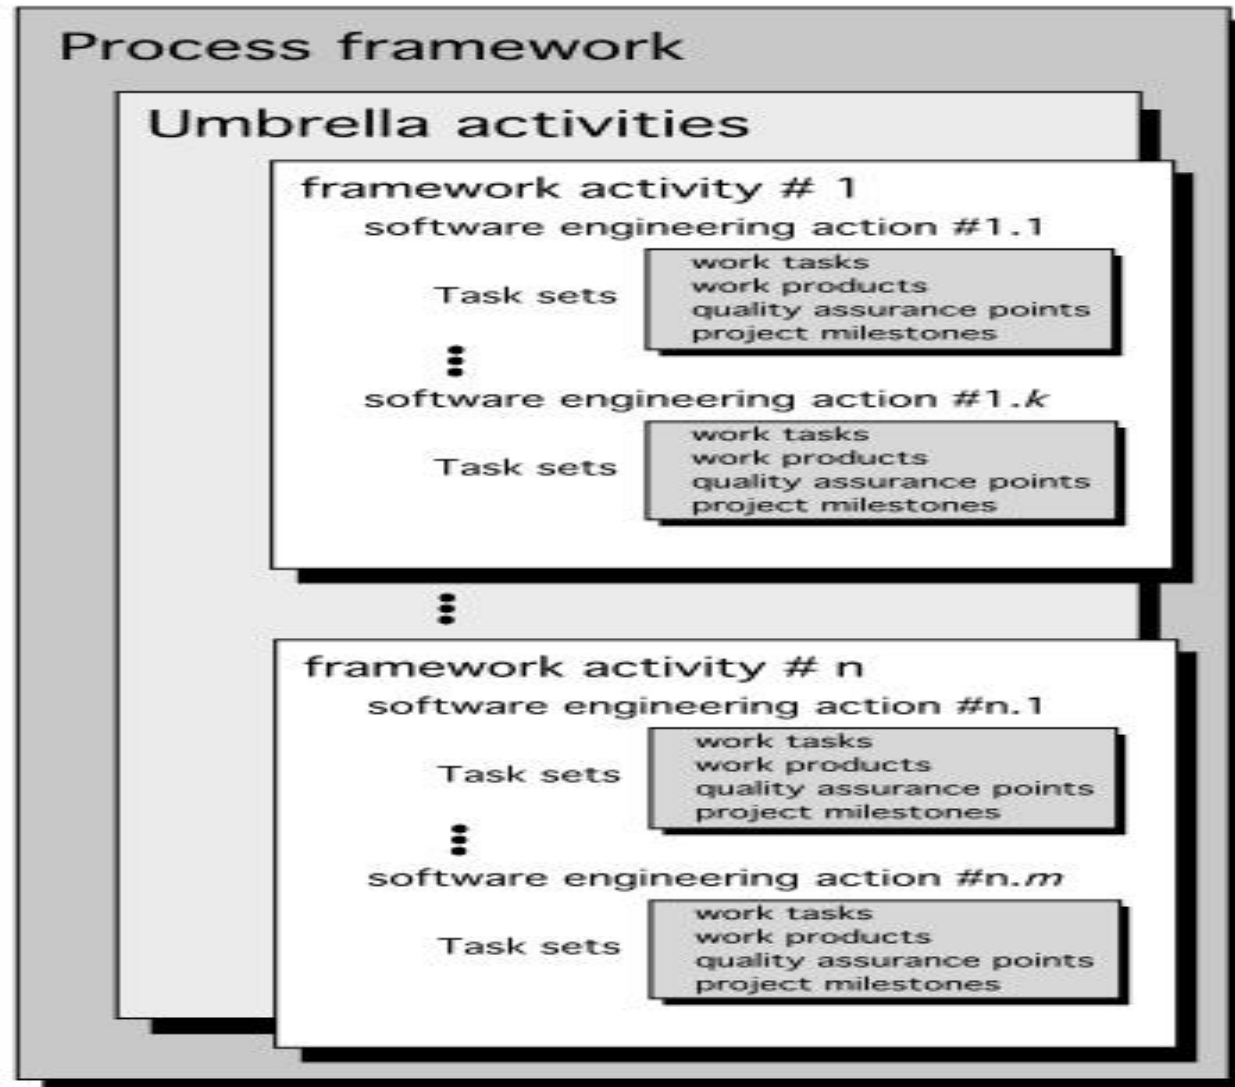 Process framework
Umbrella activities
framework activity # 1
software engineering action #1.1
Task sets
work tasks
work products
quality assurance points
project milestones
software engineering action #1.k
Task sets
work tasks
work products
quality assurance points
project milestones
framework activity # n
software engineering action #n.1
Task sets
work tasks
work products
quality assurance points
project milestones
software engineering action #n.m
Task sets
work tasks
work products
quality assurance points
project milestones